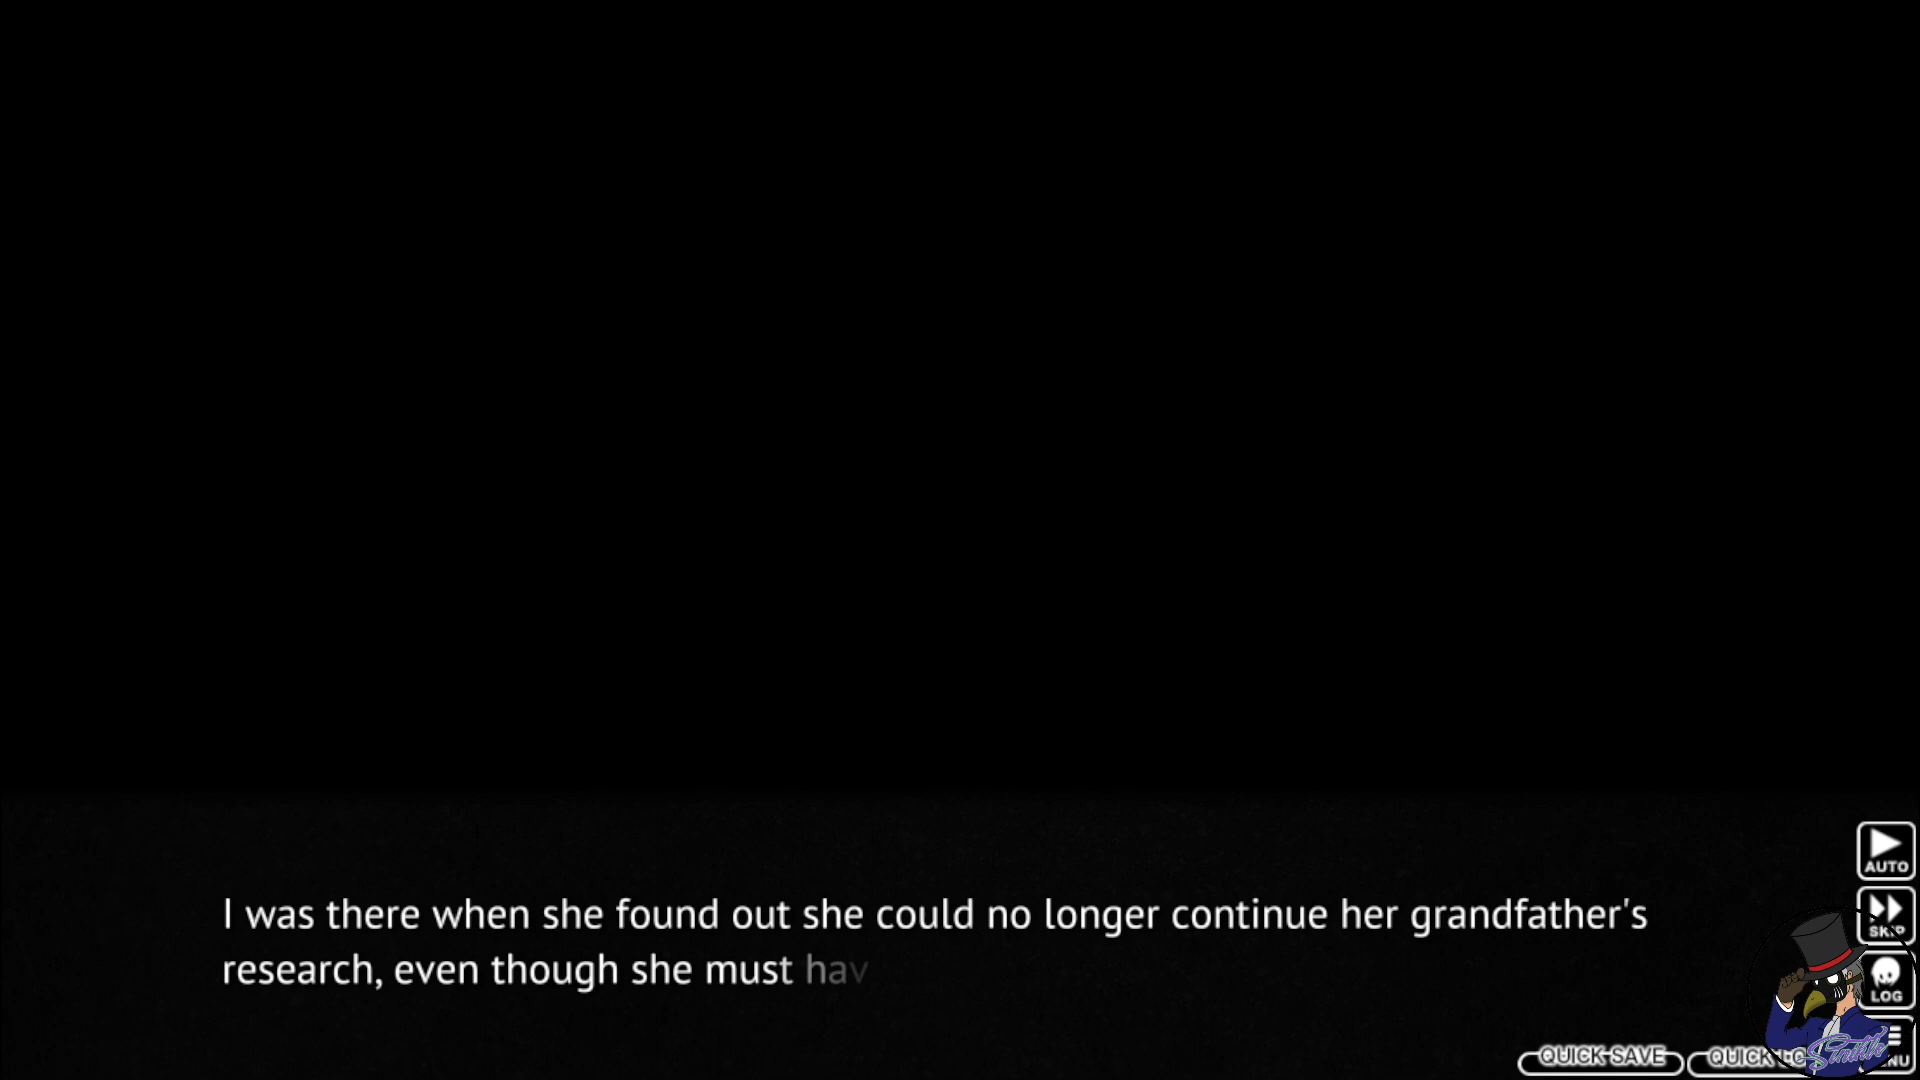 I was there when she found out she could no longer continue her grandfather's
research, even though she must hav
AUTO
SKIP
LOG
QUICK SAVE
QUICK